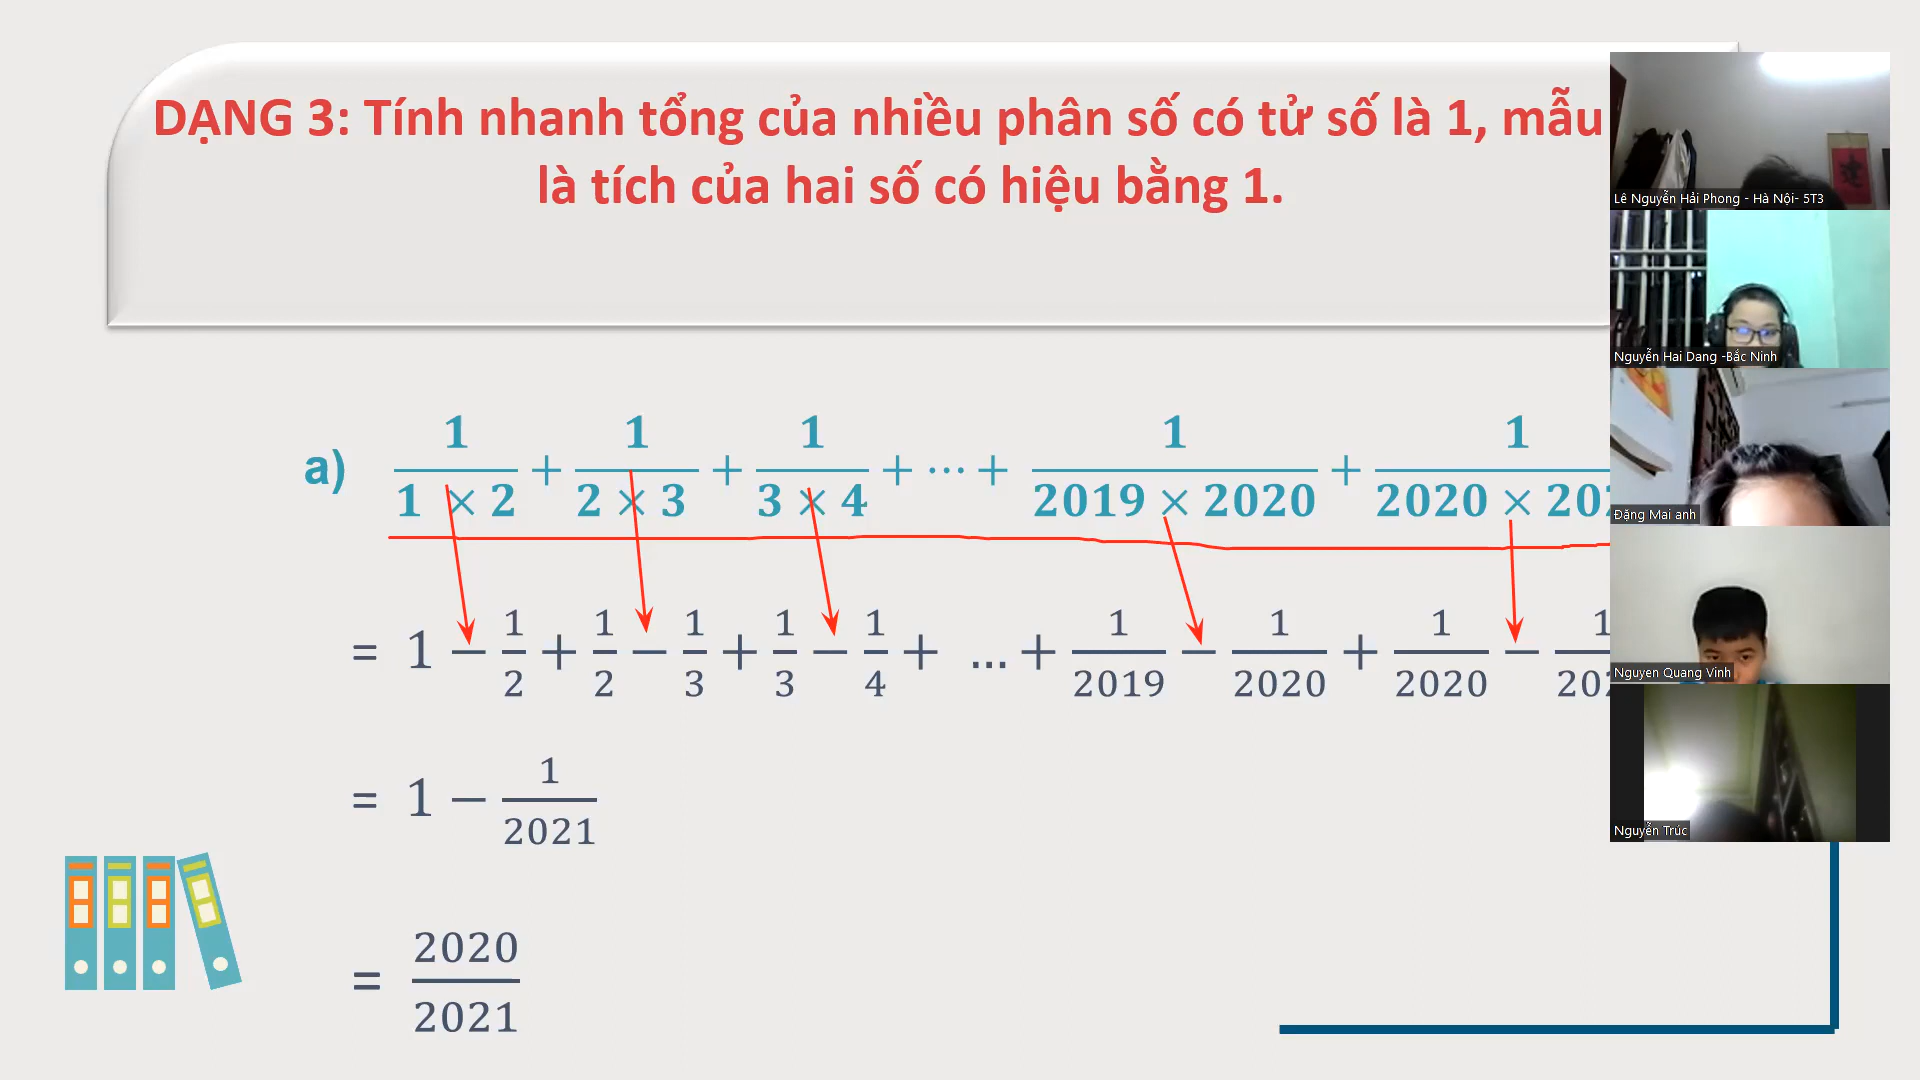 DẠNG 3: Tính nhanh tổng của nhiều phân số có tử số là 1, mẫu
là tích của hai số có hiệu bằng 1.
a) 1/(1 × 2) + 1/(2 × 3) + 1/(3 × 4) + ⋯ + 1/(2019 × 2020) + 1/(2020 × 202
= 1 − 1/2 + 1/2 − 1/3 + 1/3 − 1/4 + ... + 1/2019 − 1/2020 + 1/2020 − 1/202
= 1 − 1/2021
= 2020/2021
Lê Nguyễn Hải Phong - Hà Nội- 5T3
Nguyễn Hai Dang -Bắc Ninh
Đặng Mai anh
Nguyen Quang Vinh
Nguyễn Trúc